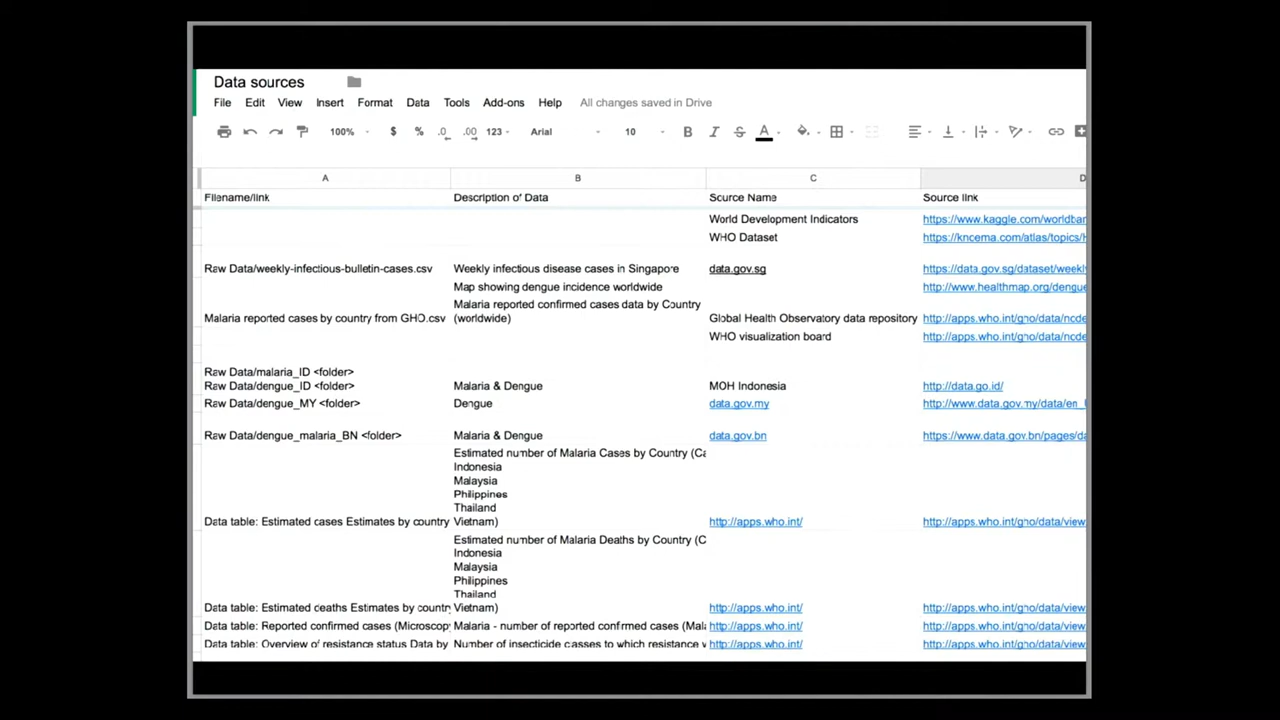 Data sources
File Edit View Insert Format Data Tools Add-ons Help All changes saved in Drive
100% $ % .0 .00 123 Arial 10 B I S A
A B C D
Filename/link Description of Data Source Name Source link
World Development Indicators https://www.kaggle.com/worldban
WHO Dataset https://kncema.com/atlas/topics/
Raw Data/weekly-infectious-bulletin-cases.csv Weekly infectious disease cases in Singapore data.gov.sg https://data.gov.sg/dataset/weekly
Map showing dengue incidence worldwide http://www.healthmap.org/dengue
Malaria reported confirmed cases data by Country
Malaria reported cases by country from GHO.csv (worldwide) Global Health Observatory data repository http://apps.who.int/gho/data/node
WHO visualization board http://apps.who.int/gho/data/node
Raw Data/malaria_ID <folder>
Raw Data/dengue_ID <folder> Malaria & Dengue MOH Indonesia http://data.go.id/
Raw Data/dengue_MY <folder> Dengue data.gov.my http://www.data.gov.my/data/en_
Raw Data/dengue_malaria_BN <folder> Malaria & Dengue data.gov.bn https://www.data.gov.bn/pages/da
Estimated number of Malaria Cases by Country (Ca
Indonesia
Malaysia
Philippines
Thailand
Data table: Estimated cases Estimates by country Vietnam) http://apps.who.int/ http://apps.who.int/gho/data/view.
Estimated number of Malaria Deaths by Country (C
Indonesia
Malaysia
Philippines
Thailand
Data table: Estimated deaths Estimates by country Vietnam) http://apps.who.int/ http://apps.who.int/gho/data/view.
Data table: Reported confirmed cases (Microscopy Malaria - number of reported confirmed cases (Mala http://apps.who.int/ http://apps.who.int/gho/data/view.
Data table: Overview of resistance status Data by Number of insecticide classes to which resistance w http://apps.who.int/ http://apps.who.int/gho/data/view.